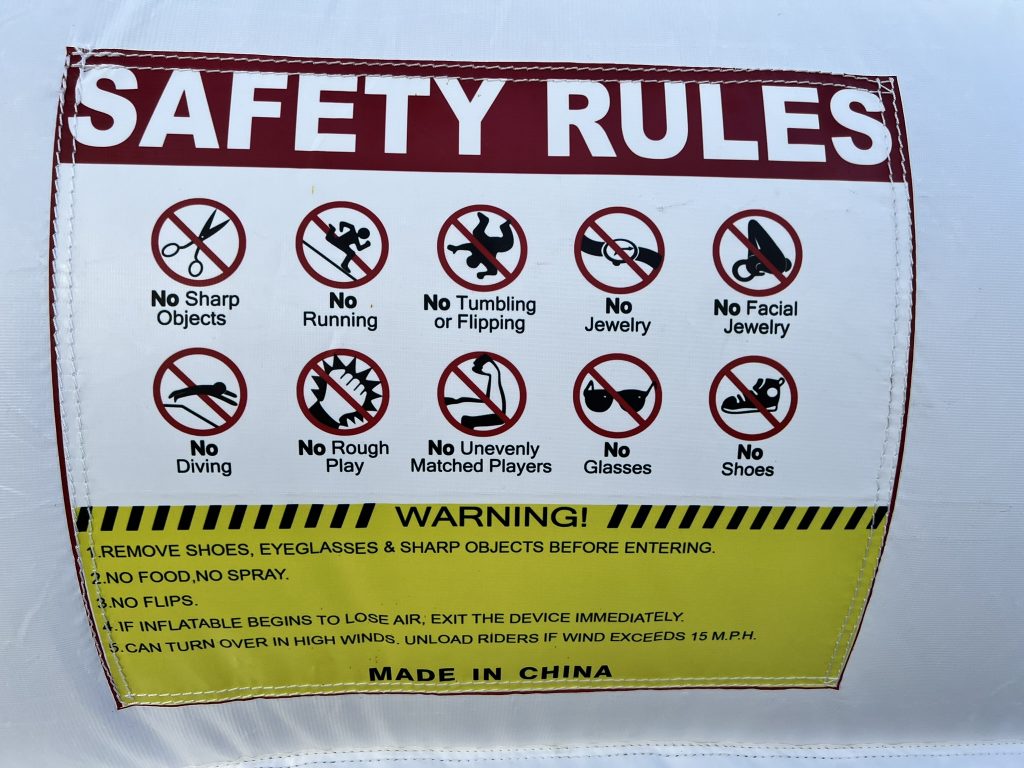 SAFETY RULES
No Sharp
Objects
No
Running
No Tumbling
or Flipping
No
Jewelry
No Facial
Jewelry
No
Diving
No Rough
Play
No Unevenly
Matched Players
No
Glasses
No
Shoes
WARNING!
1.REMOVE SHOES, EYEGLASSES & SHARP OBJECTS BEFORE ENTERING.
2.NO FOOD,NO SPRAY.
3.NO FLIPS.
4.IF INFLATABLE BEGINS TO LOSE AIR, EXIT THE DEVICE IMMEDIATELY.
5.CAN TURN OVER IN HIGH WINDS. UNLOAD RIDERS IF WIND EXCEEDS 15 M.P.H.
MADE IN CHINA